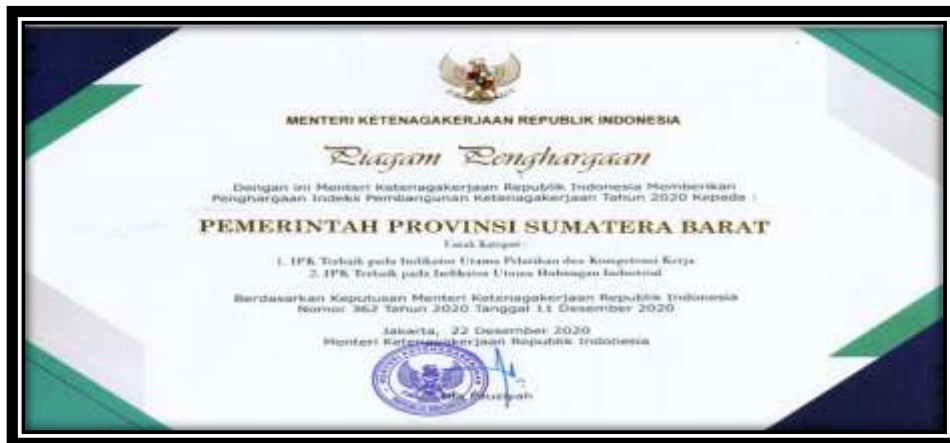 MENTERI KETENAGAKERJAAN REPUBLIK INDONESIA
Piagam Penghargaan
Dengan ini Menteri Ketenagakerjaan Republik Indonesia Memberikan
Penghargaan Indeks Pembangunan Ketenagakerjaan Tahun 2020 Kepada :
PEMERINTAH PROVINSI SUMATERA BARAT
Untuk Kategori :
1. IPK Terbaik pada Indikator Utama Pelatihan dan Kompetensi Kerja
2. IPK Terbaik pada Indikator Utama Hubungan Industrial
Berdasarkan Keputusan Menteri Ketenagakerjaan Republik Indonesia
Nomor 362 Tahun 2020 Tanggal 11 Desember 2020
Jakarta, 22 Desember 2020
Menteri Ketenagakerjaan Republik Indonesia
Ida Fauziyah